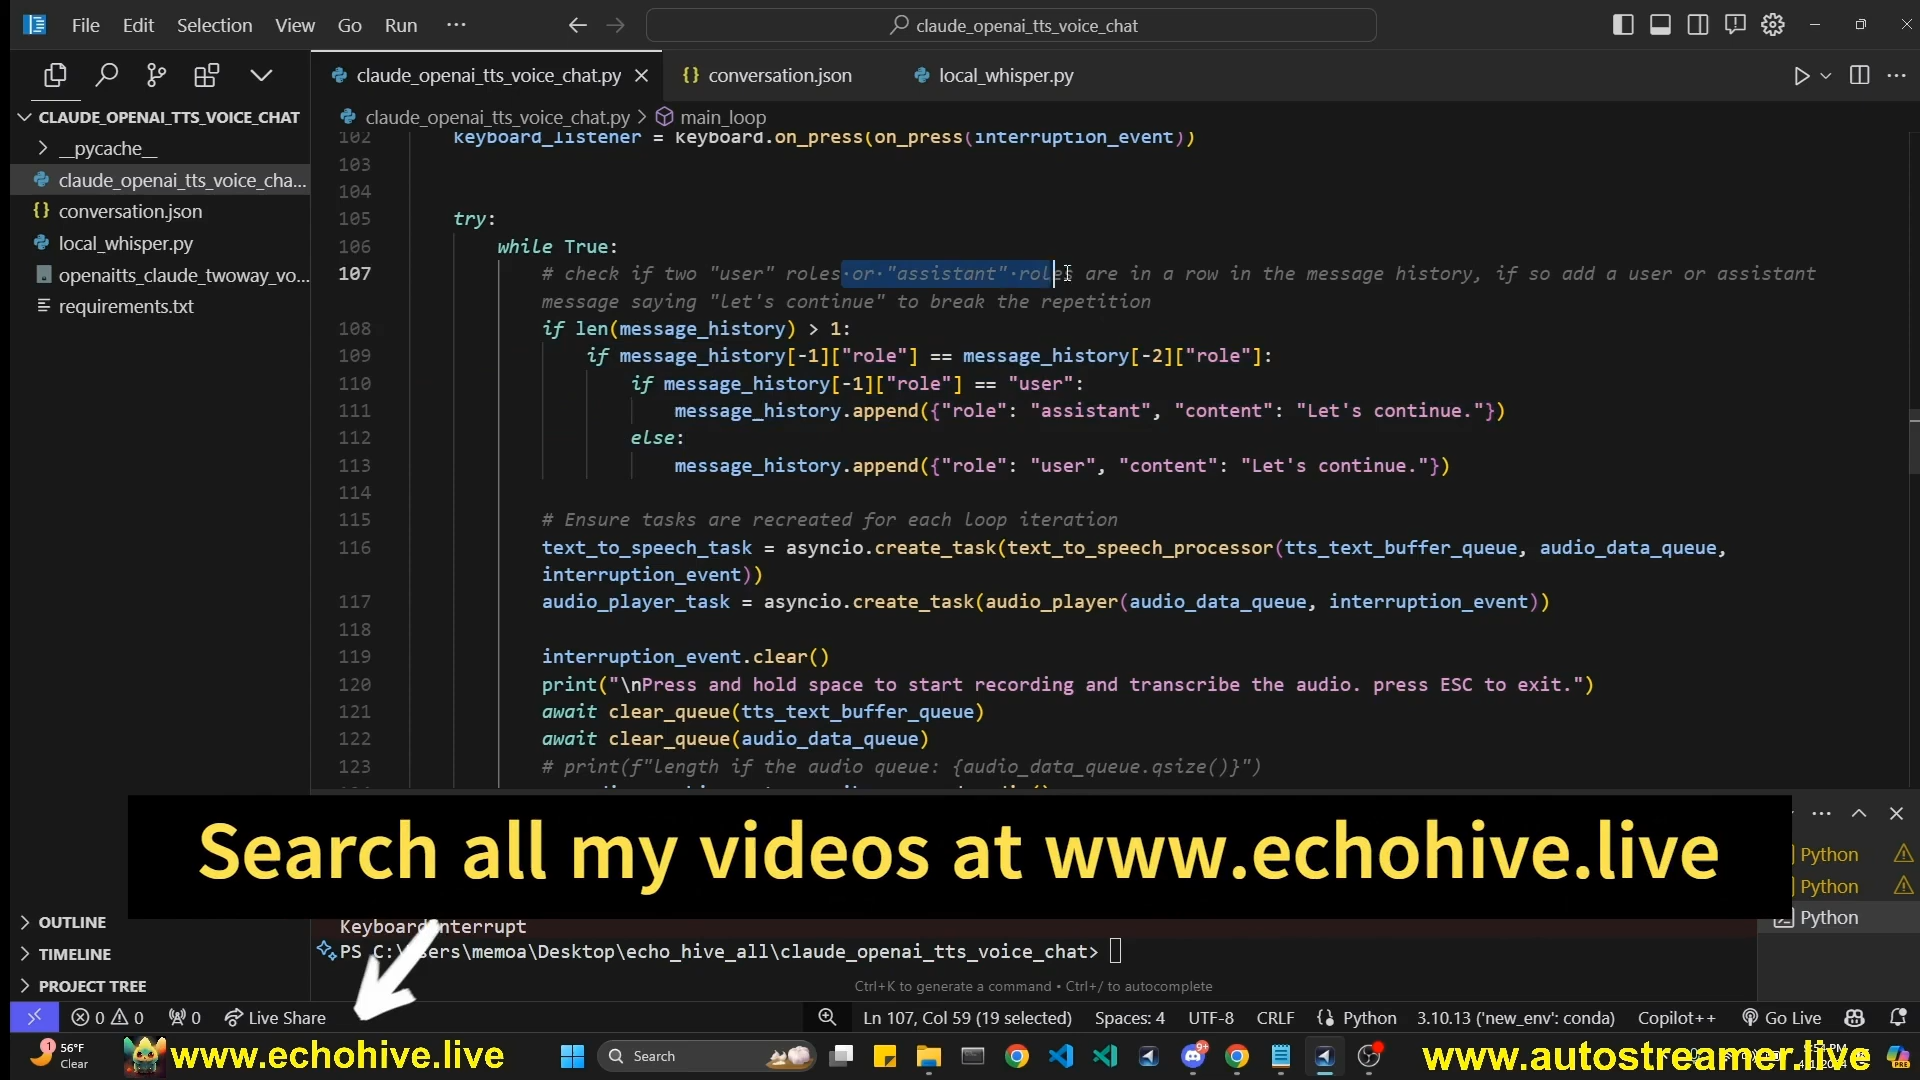 File Edit Selection View Go Run ···
claude_openai_tts_voice_chat
claude_openai_tts_voice_chat.py
{} conversation.json
local_whisper.py
CLAUDE_OPENAI_TTS_VOICE_CHAT
__pycache__
claude_openai_tts_voice_cha...
{} conversation.json
local_whisper.py
openaitts_claude_twoway_vo...
requirements.txt
claude_openai_tts_voice_chat.py > main_loop
102 keyboard_listener = keyboard.on_press(on_press(interruption_event))
103
104
105 try:
106 while True:
107 # check if two "user" roles or "assistant" roles are in a row in the message history, if so add a user or assistant
message saying "let's continue" to break the repetition
108 if len(message_history) > 1:
109 if message_history[-1]["role"] == message_history[-2]["role"]:
110 if message_history[-1]["role"] == "user":
111 message_history.append({"role": "assistant", "content": "Let's continue."})
112 else:
113 message_history.append({"role": "user", "content": "Let's continue."})
114
115 # Ensure tasks are recreated for each loop iteration
116 text_to_speech_task = asyncio.create_task(text_to_speech_processor(tts_text_buffer_queue, audio_data_queue,
interruption_event))
117 audio_player_task = asyncio.create_task(audio_player(audio_data_queue, interruption_event))
118
119 interruption_event.clear()
120 print("\nPress and hold space to start recording and transcribe the audio. press ESC to exit.")
121 await clear_queue(tts_text_buffer_queue)
122 await clear_queue(audio_data_queue)
123 # print(f"length if the audio queue: {audio_data_queue.qsize()}")
Search all my videos at www.echohive.live
Python
Python
Python
OUTLINE
TIMELINE
PROJECT TREE
KeyboardInterrupt
PS C:\Users\memoa\Desktop\echo_hive_all\claude_openai_tts_voice_chat>
Ctrl+K to generate a command • Ctrl+/ to autocomplete
0 0 0 Live Share Ln 107, Col 59 (19 selected) Spaces: 4 UTF-8 CRLF {} Python 3.10.13 ('new_env': conda) Copilot++ Go Live
56°F
Clear
www.echohive.live
Search
9+
www.autostreamer.live